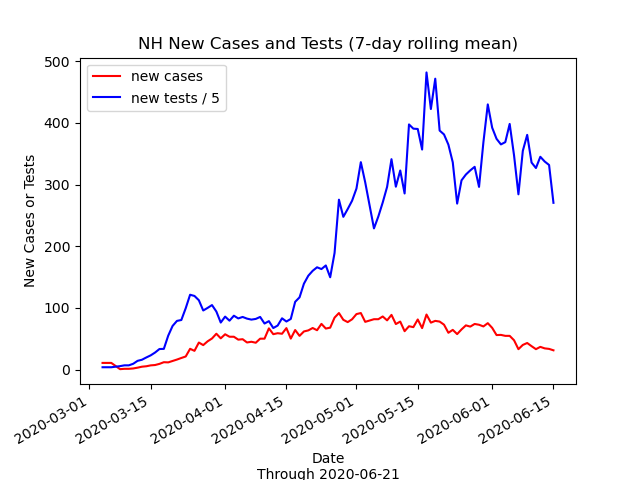 NH New Cases and Tests (7-day rolling mean)
new cases
new tests / 5
500
400
300
200
100
0
New Cases or Tests
2020-03-01
2020-03-15
2020-04-01
2020-04-15
2020-05-01
2020-05-15
2020-06-01
2020-06-15
Date
Through 2020-06-21